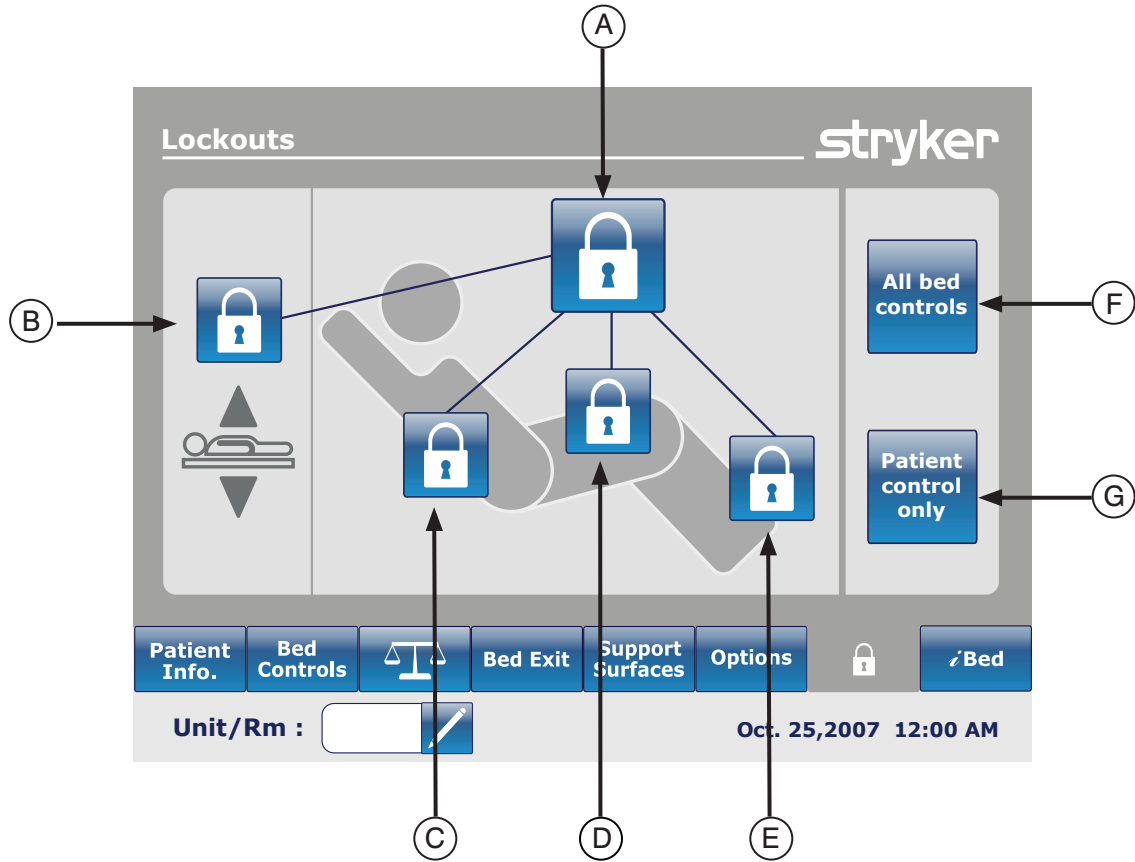 A
Lockouts
stryker
B
All bed
controls
F
Patient
control
only
G
Patient
Info.
Bed
Controls
Bed Exit
Support
Surfaces
Options
iBed
Unit/Rm :
Oct. 25,2007 12:00 AM
C
D
E